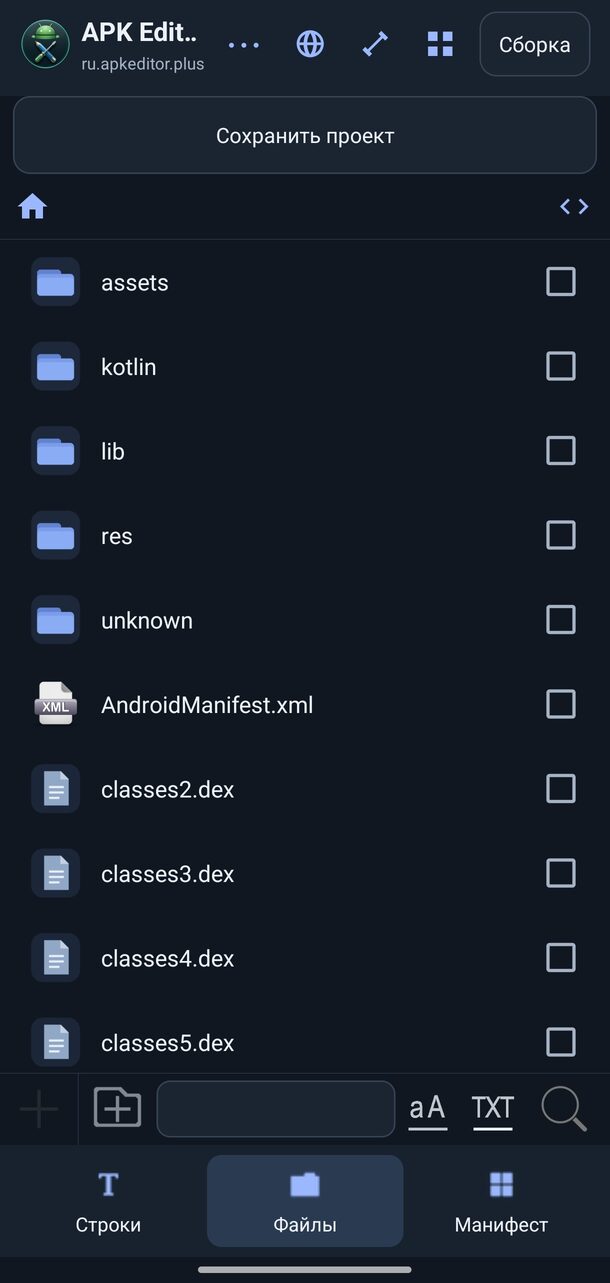 APK Edit..
ru.apkeditor.plus
Сборка
Сохранить проект
assets
kotlin
lib
res
unknown
XML
AndroidManifest.xml
classes2.dex
classes3.dex
classes4.dex
classes5.dex
aA
TXT
Строки
Файлы
Манифест